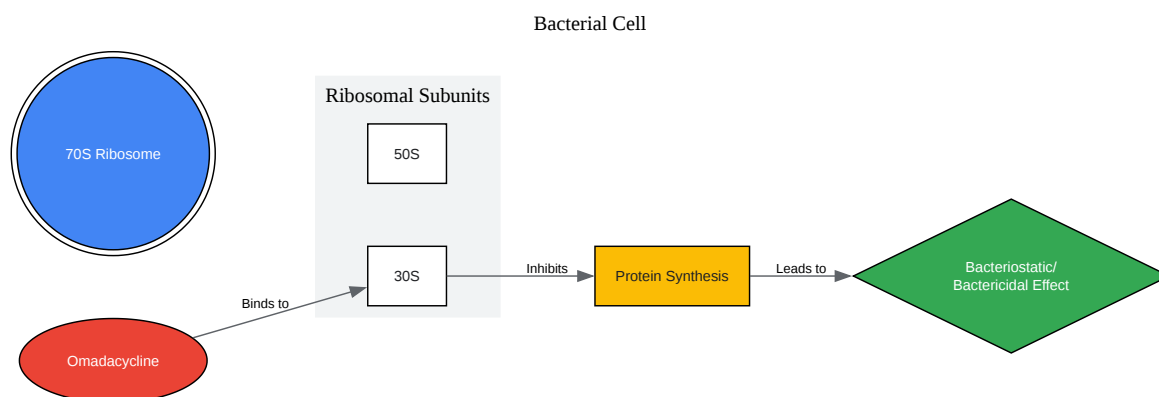 Bacterial Cell
Ribosomal Subunits
70S Ribosome
50S
30S
Inhibits
Protein Synthesis
Leads to
Bacteriostatic/
Bactericidal Effect
Binds to
Omadacycline